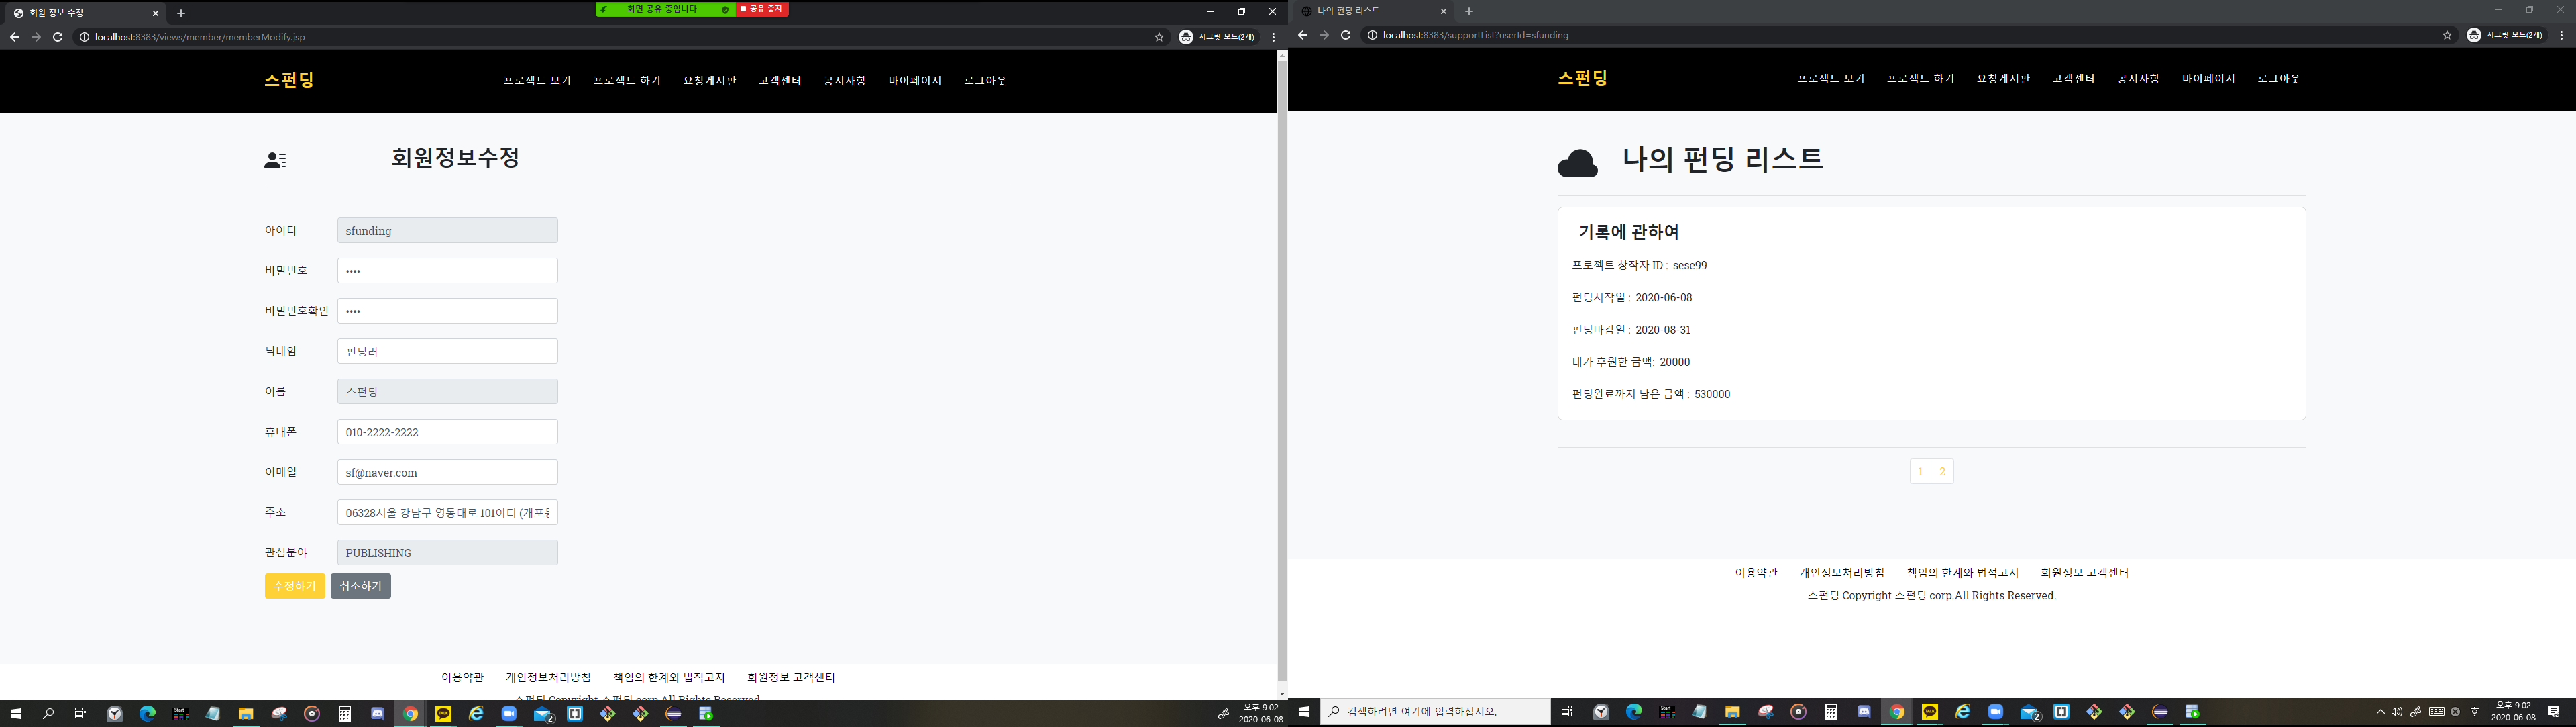 회원 정보 수정
화면 공유 중입니다
공유 중지
localhost:8383/views/member/memberModify.jsp
시크릿 모드(2개)
스펀딩
프로젝트 보기
프로젝트 하기
요청게시판
고객센터
공지사항
마이페이지
로그아웃
회원정보수정
아이디 sfunding
비밀번호 ••••
비밀번호확인 ••••
닉네임 펀딩러
이름 스펀딩
휴대폰 010-2222-2222
이메일 sf@naver.com
주소 06328서울 강남구 영동대로 101어디 (개포동
관심분야 PUBLISHING
수정하기 취소하기
이용약관 개인정보처리방침 책임의 한계와 법적고지 회원정보 고객센터
스펀딩 Copyright 스펀딩 corp.All Rights Reserved.
Start
TALK
2
오후 9:02
2020-06-08
나의 펀딩 리스트
localhost:8383/supportList?userId=sfunding
시크릿 모드(2개)
스펀딩
프로젝트 보기
프로젝트 하기
요청게시판
고객센터
공지사항
마이페이지
로그아웃
나의 펀딩 리스트
기록에 관하여
프로젝트 창작자 ID : sese99
펀딩시작일 : 2020-06-08
펀딩마감일 : 2020-08-31
내가 후원한 금액: 20000
펀딩완료까지 남은 금액 : 530000
1 2
이용약관 개인정보처리방침 책임의 한계와 법적고지 회원정보 고객센터
스펀딩 Copyright 스펀딩 corp.All Rights Reserved.
검색하려면 여기에 입력하십시오.
Start
TALK
2
오후 9:02
2020-06-08